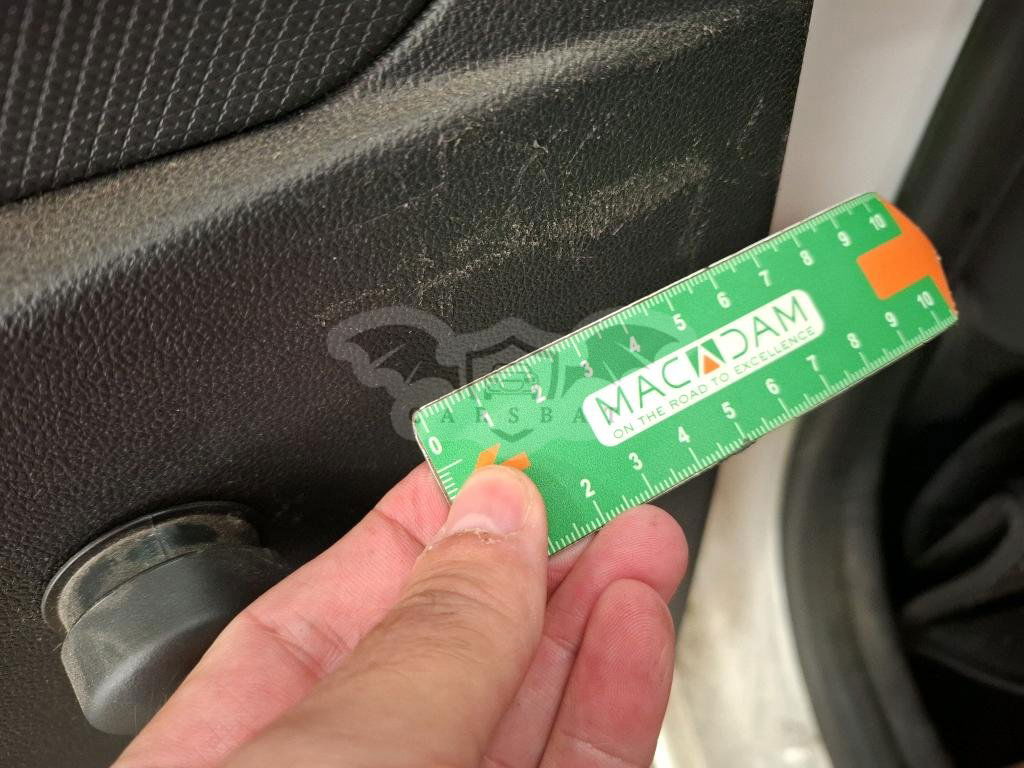 0 1 2 3 4 5 6 7 8 9 10
MACADAM
ON THE ROAD TO EXCELLENCE
2 3 4 5 6 7 8 9 10
CARSBAT